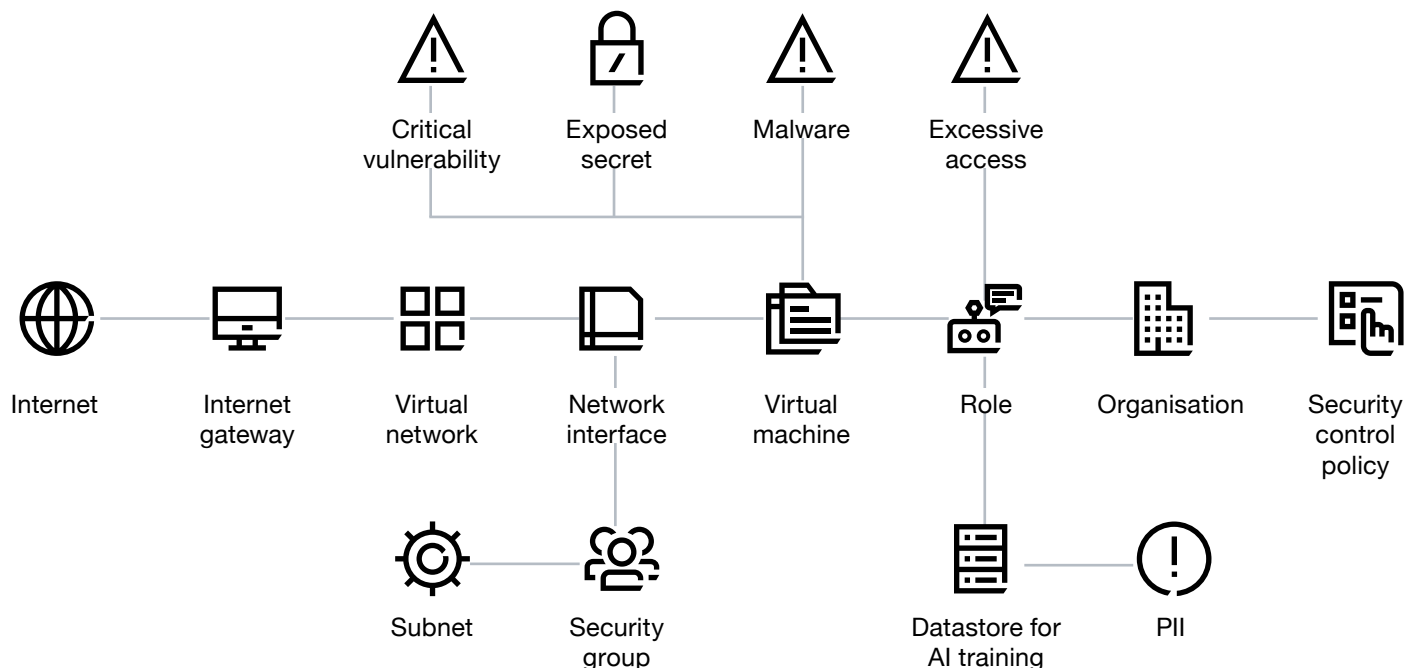 Critical
vulnerability
Exposed
secret
Malware
Excessive
access
Internet
Internet
gateway
Virtual
network
Network
interface
Virtual
machine
Role
Organisation
Security
control
policy
Subnet
Security
group
Datastore for
AI training
PII